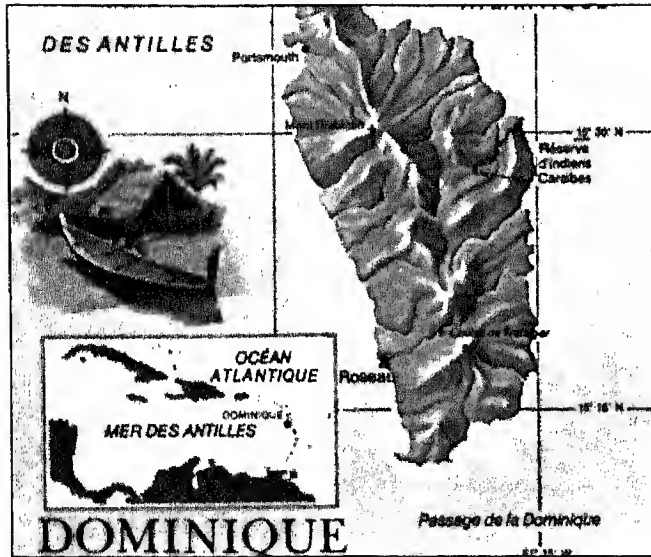 DES ANTILLES
Portsmouth
N
Réserve
d'Indiens
Caraïbes
OCÉAN
ATLANTIQUE
DOMINIQUE
MER DES ANTILLES
Roseau
DOMINIQUE
Passage de la Dominique